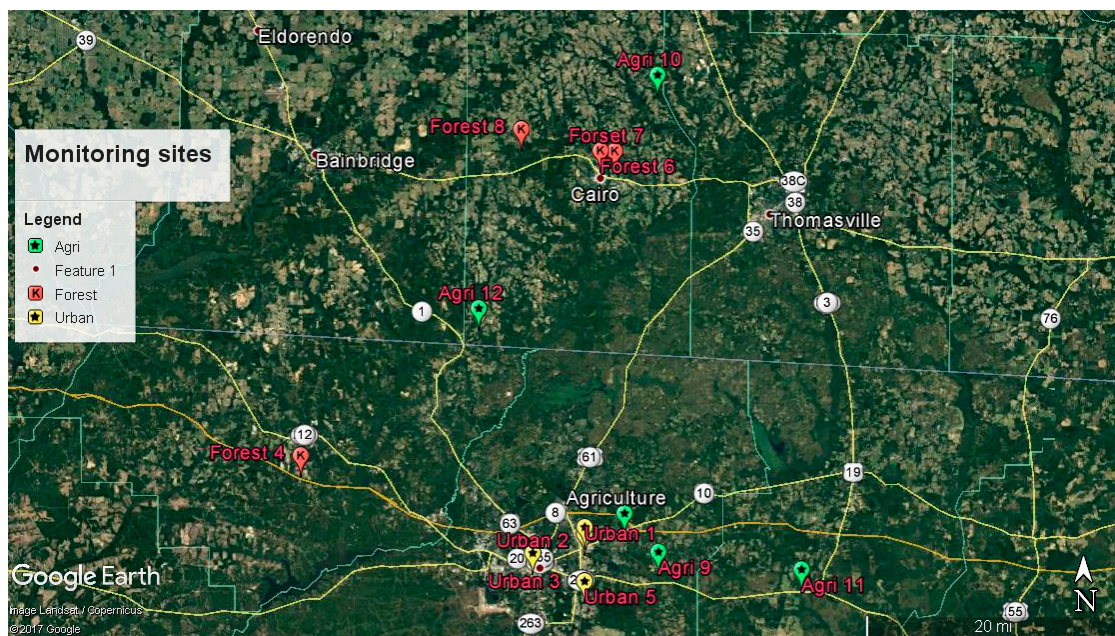 39
Eldorendo
Agri 10
Forest 8
Forset 7
Monitoring sites
Bainbridge
Forest 6
38C
Cairo
38
Legend
Thomasville
35
Agri
Feature 1
Forest
Agri 12
1
3
Urban
76
12
Forest 4
61
19
Agriculture
10
8
63
Urban 1
Urban 2
20
Agri 9
Google Earth
Urban 3
Agri 11
Urban 5
N
Image Landsat / Copernicus
55
263
20 mi
©2017 Google